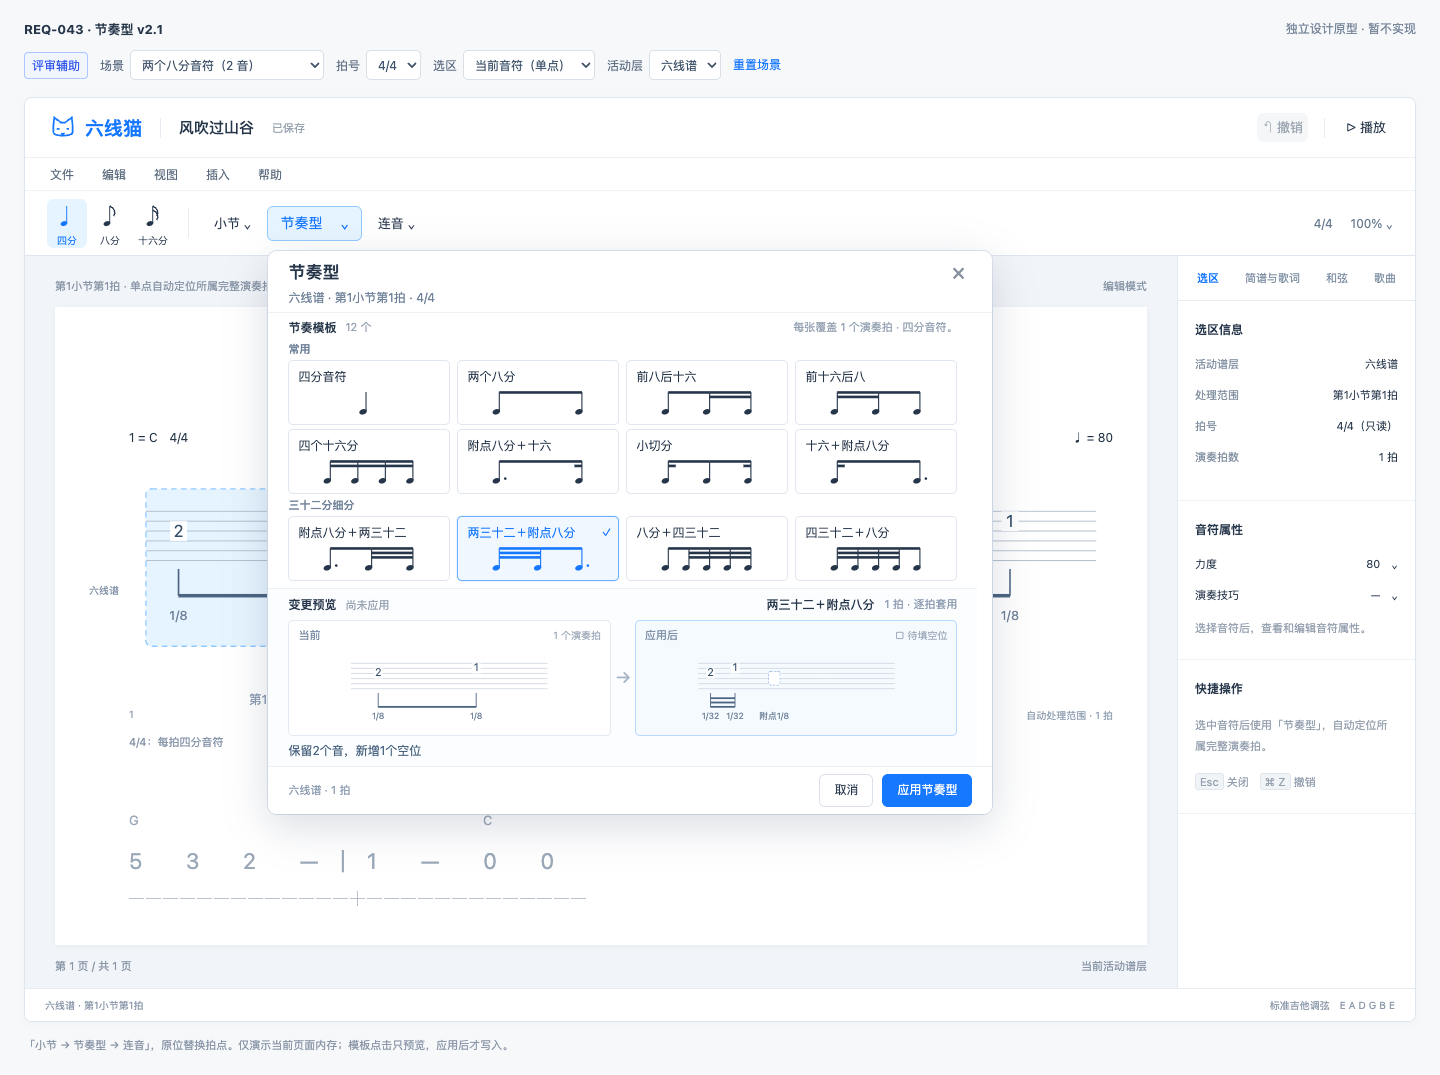 REQ-043 · 节奏型 v2.1
独立设计原型 · 暂不实现
评审辅助 场景 两个八分音符（2 音） 拍号 4/4 选区 当前音符（单点） 活动层 六线谱 重置场景
六线猫 风吹过山谷 已保存
撤销 播放
文件 编辑 视图 插入 帮助
四分 八分 十六分 小节 节奏型 连音 4/4 100%
第1小节第1拍 · 单点自动定位所属完整演奏拍
编辑模式
节奏型
六线谱 · 第1小节第1拍 · 4/4
节奏模板 12 个 每张覆盖 1 个演奏拍 · 四分音符。
常用
四分音符 两个八分 前八后十六 前十六后八
四个十六分 附点八分＋十六 小切分 十六＋附点八分
三十二分细分
附点八分＋两三十二 两三十二＋附点八分 ✓ 八分＋四三十二 四三十二＋八分
变更预览 尚未应用 两三十二＋附点八分 1 拍 · 逐拍套用
当前 1 个演奏拍
2 1
1/8 1/8
→
应用后 待填空位
2 1
1/32 1/32 附点1/8
保留2个音，新增1个空位
六线谱 · 1 拍 取消 应用节奏型
1 = C 4/4
♩ = 80
2
1
六线谱
1/8
1/8
第1
1
自动处理范围 · 1 拍
4/4：每拍四分音符
G C
5 3 2 — | 1 — 0 0
第 1 页 / 共 1 页
当前活动谱层
选区 简谱与歌词 和弦 歌曲
选区信息
活动谱层 六线谱
处理范围 第1小节第1拍
拍号 4/4（只读）
演奏拍数 1 拍
音符属性
力度 80
演奏技巧 —
选择音符后，查看和编辑音符属性。
快捷操作
选中音符后使用「节奏型」，自动定位所
属完整演奏拍。
Esc 关闭 ⌘ Z 撤销
六线谱 · 第1小节第1拍
标准吉他调弦 E A D G B E
「小节 → 节奏型 → 连音」，原位替换拍点。仅演示当前页面内存；模板点击只预览，应用后才写入。